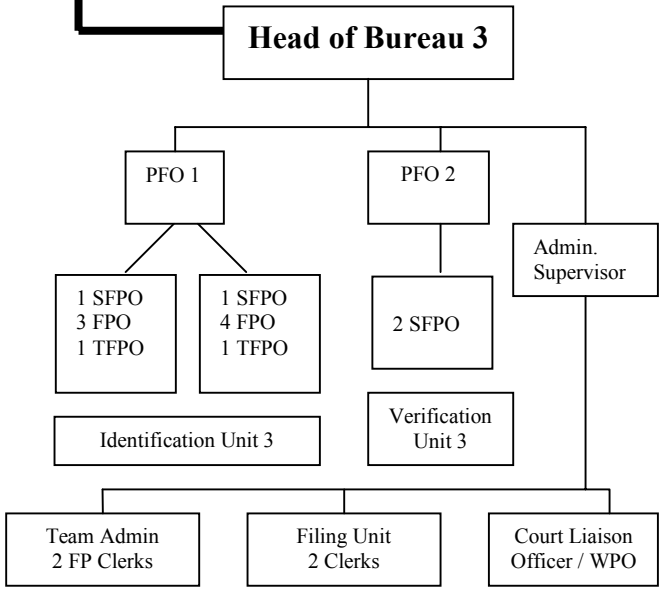 Head of Bureau 3
PFO 1
PFO 2
Admin.
Supervisor
1 SFPO
3 FPO
1 TFPO
1 SFPO
4 FPO
1 TFPO
2 SFPO
Identification Unit 3
Verification
Unit 3
Team Admin
2 FP Clerks
Filing Unit
2 Clerks
Court Liaison
Officer / WPO